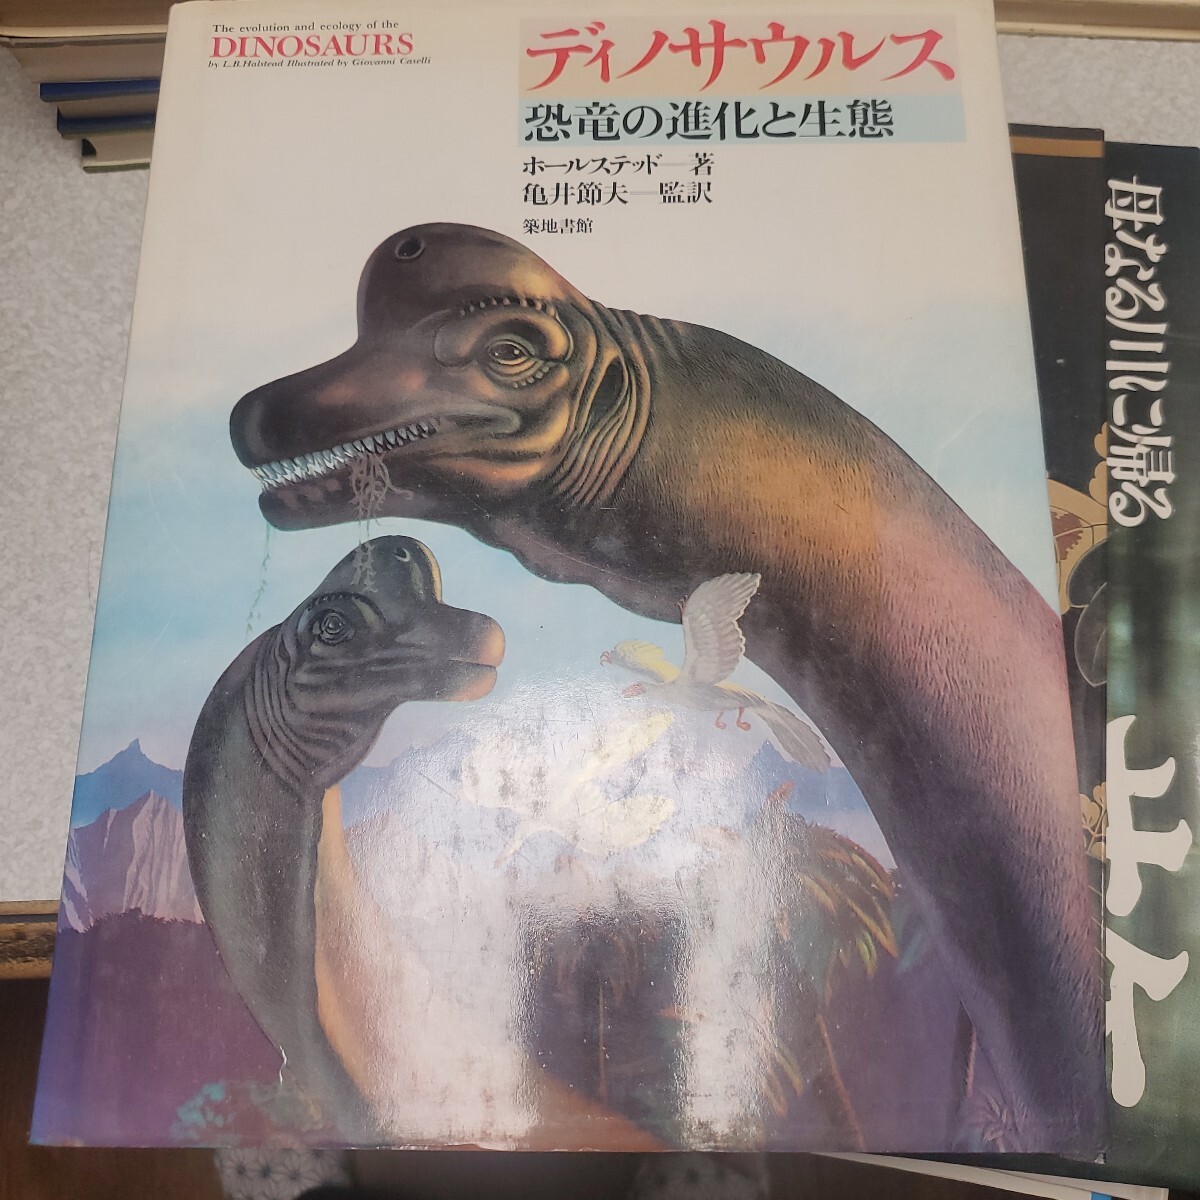 The evolution and ecology of the
DINOSAURS
by L.B.Halstead Illustrated by Giovanni Caselli
ディノサウルス
恐竜の進化と生態
ホールステッド─著
亀井節夫─監訳
築地書館
母なる川に帰る